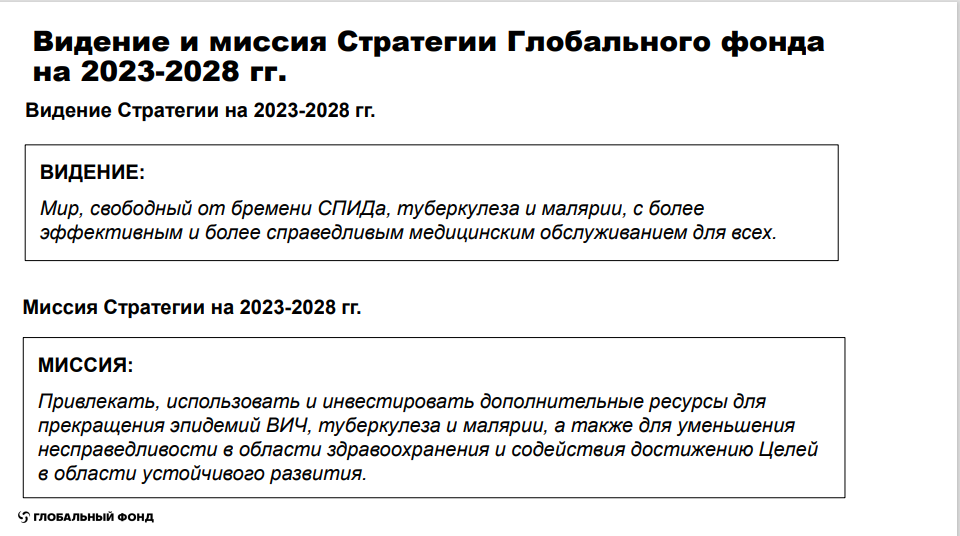 Видение и миссия Стратегии Глобального фонда
на 2023-2028 гг.
Видение Стратегии на 2023-2028 гг.
ВИДЕНИЕ:
Мир, свободный от бремени СПИДа, туберкулеза и малярии, с более
эффективным и более справедливым медицинским обслуживанием для всех.
Миссия Стратегии на 2023-2028 гг.
МИССИЯ:
Привлекать, использовать и инвестировать дополнительные ресурсы для
прекращения эпидемий ВИЧ, туберкулеза и малярии, а также для уменьшения
несправедливости в области здравоохранения и содействия достижению Целей
в области устойчивого развития.
ГЛОБАЛЬНЫЙ ФОНД